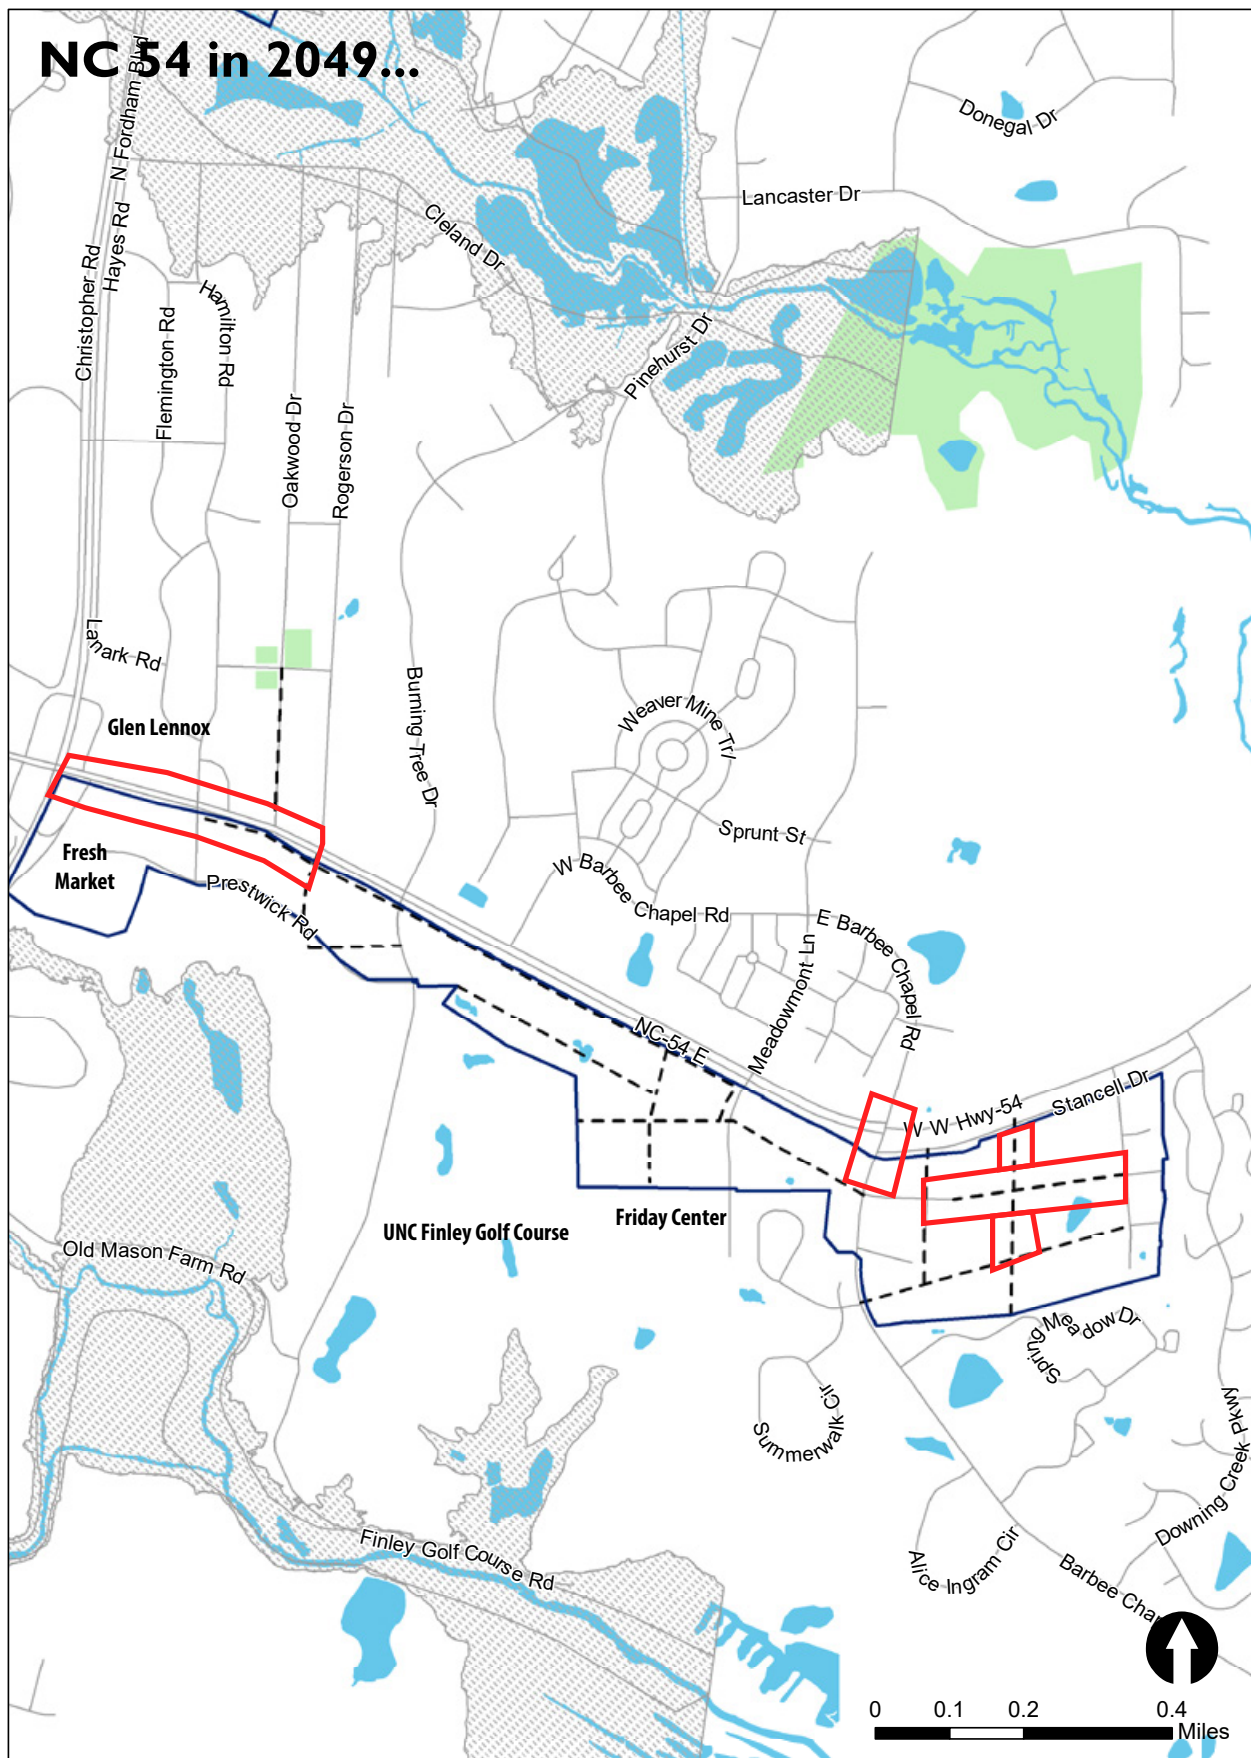 NC 54 in 2049...
N Fordham Blvd
Donegal Dr
Lancaster Dr
Hayes Rd
Cleland Dr
Christopher Rd
Hamilton Rd
Flemington Rd
Pinehurst Dr
Oakwood Dr
Rogerson Dr
Lanark Rd
Burning Tree Dr
Weaver Mine Trl
Glen Lennox
Sprunt St
Fresh
Market
Prestwick Rd
W Barbee Chapel Rd
E Barbee Chapel Rd
Meadowmont Ln
NC-54 E
W W Hwy-54
Stancell Dr
UNC Finley Golf Course
Friday Center
Old Mason Farm Rd
Spring Meadow Dr
Summerwalk Cir
Downing Creek Pkwy
Finley Golf Course Rd
Alice Ingram Cir
Barbee Chap
0 0.1 0.2 0.4
Miles